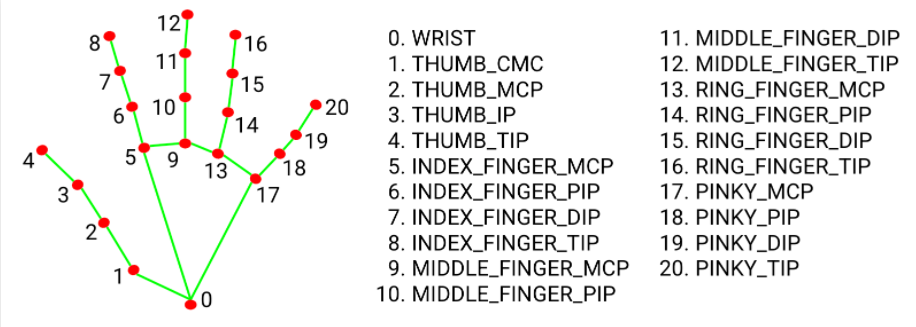 12
8
16
11
7
15
10
6
20
14
19
5
9
13
18
4
17
3
2
1
0
0. WRIST
1. THUMB_CMC
2. THUMB_MCP
3. THUMB_IP
4. THUMB_TIP
5. INDEX_FINGER_MCP
6. INDEX_FINGER_PIP
7. INDEX_FINGER_DIP
8. INDEX_FINGER_TIP
9. MIDDLE_FINGER_MCP
10. MIDDLE_FINGER_PIP
11. MIDDLE_FINGER_DIP
12. MIDDLE_FINGER_TIP
13. RING_FINGER_MCP
14. RING_FINGER_PIP
15. RING_FINGER_DIP
16. RING_FINGER_TIP
17. PINKY_MCP
18. PINKY_PIP
19. PINKY_DIP
20. PINKY_TIP